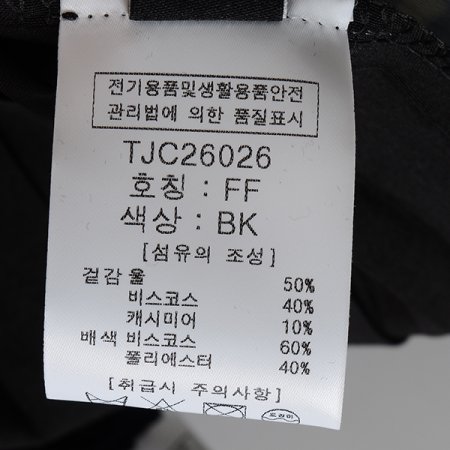 전기용품및생활용품안전
관리법에 의한 품질표시
TJC26026
호칭 : FF
색상 : BK
[섬유의 조성]
겉감 울 50%
비스코스 40%
캐시미어 10%
배색 비스코스 60%
폴리에스터 40%
[취급시 주의사항]
드라이